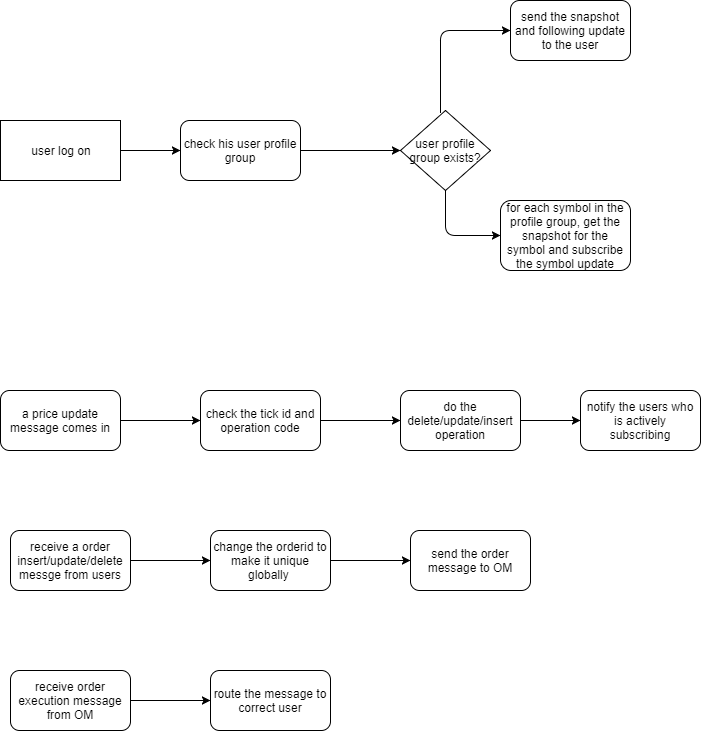 send the snapshot
and following update
to the user
user log on
check his user profile
group
user profile
group exists?
for each symbol in the
profile group, get the
snapshot for the
symbol and subscribe
the symbol update
a price update
message comes in
check the tick id and
operation code
do the
delete/update/insert
operation
notify the users who
is actively
subscribing
receive a order
insert/update/delete
messge from users
change the orderid to
make it unique
globally
send the order
message to OM
receive order
execution message
from OM
route the message to
correct user